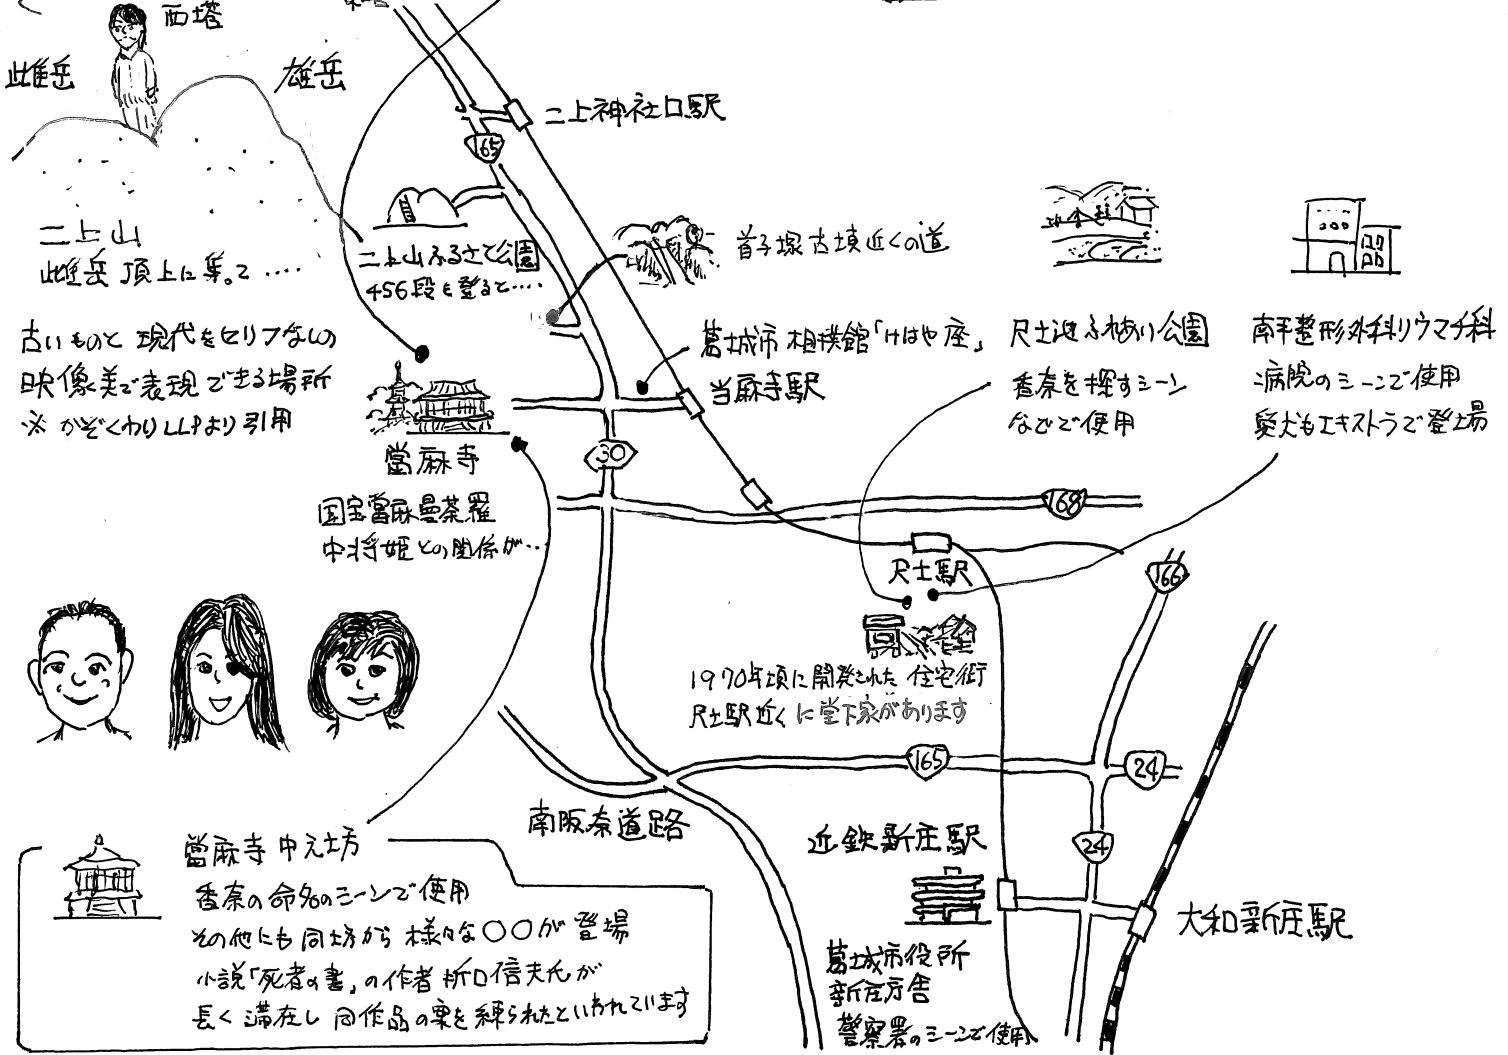 西塔
雌岳
雄岳
二上神社口駅
165
二上山
雌岳頂上に集って‥‥
二上山ふるさと公園
456段を登ると‥‥
首子塚古墳近くの道
古いものと現代をセリフなしの
映像美で表現できる場所
※かぞくわりLLPより引用
葛城市相撲館「けはや座」
当麻寺駅
尺土池ふれあい公園
香奈を探すシーン
などで使用
南平整形外科リウマチ科
病院のシーンで使用
愛犬もエキストラで登場
當麻寺
国宝當麻曼荼羅
中将姫との関係が‥
30
168
尺土駅
166
1970年頃に開発された住宅街
尺土駅近くに堂下家があります
165
24
24
南阪奈道路
近鉄新庄駅
大和新庄駅
葛城市役所
新庄庁舎
警察署のシーンで使用
當麻寺中之坊
香奈の命名のシーンで使用
その他にも同坊から様々な〇〇が登場
小説「死者の書」の作者折口信夫氏が
長く滞在し同作品の案を練られたといわれています